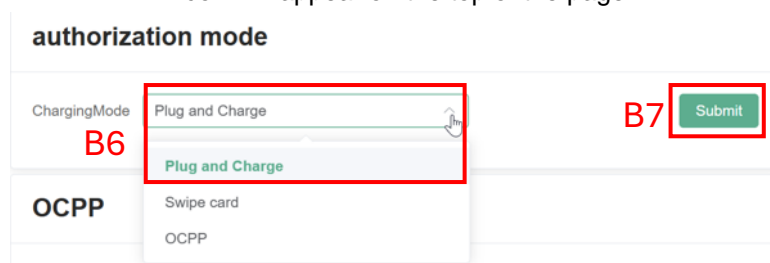 authorization mode
ChargingMode Plug and Charge B7 Submit
B6
Plug and Charge
OCPP Swipe card
OCPP